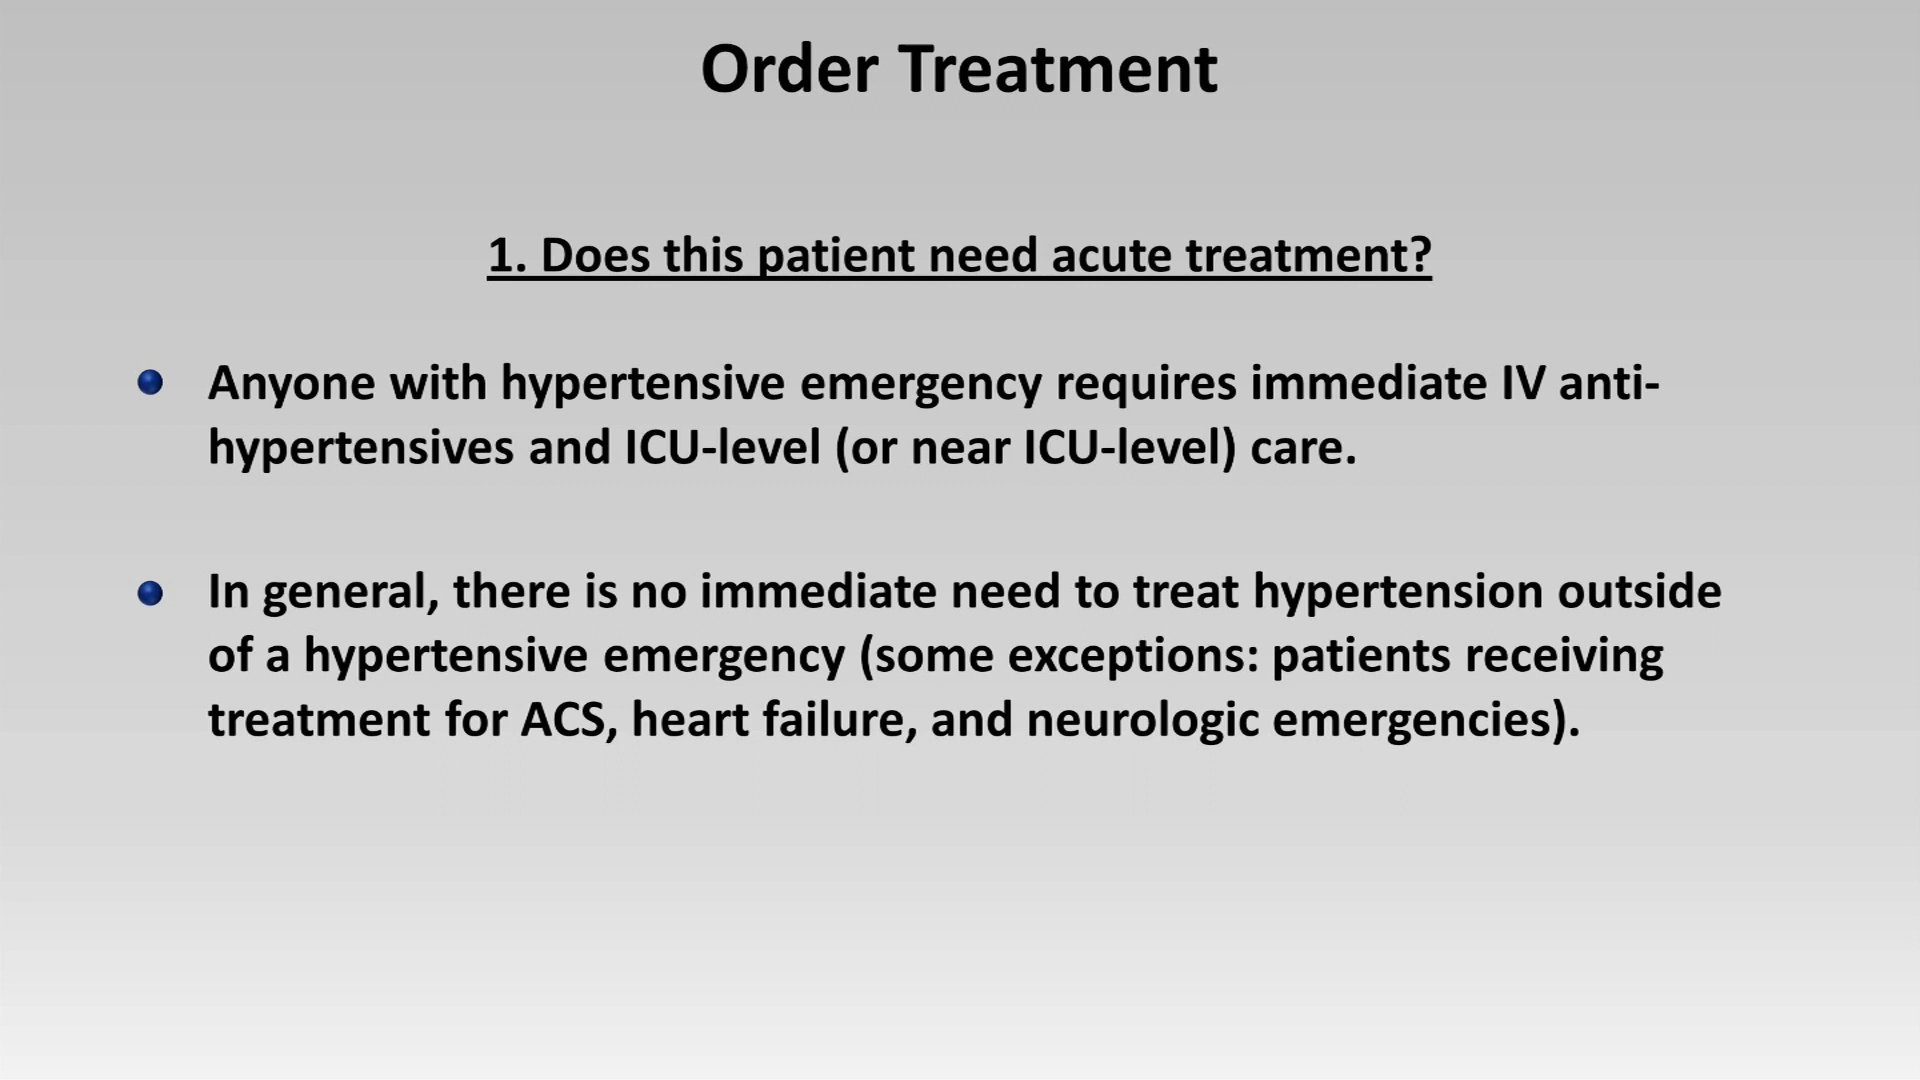 Order Treatment
1. Does this patient need acute treatment?
Anyone with hypertensive emergency requires immediate IV anti-
hypertensives and ICU-level (or near ICU-level) care.
In general, there is no immediate need to treat hypertension outside
of a hypertensive emergency (some exceptions: patients receiving
treatment for ACS, heart failure, and neurologic emergencies).